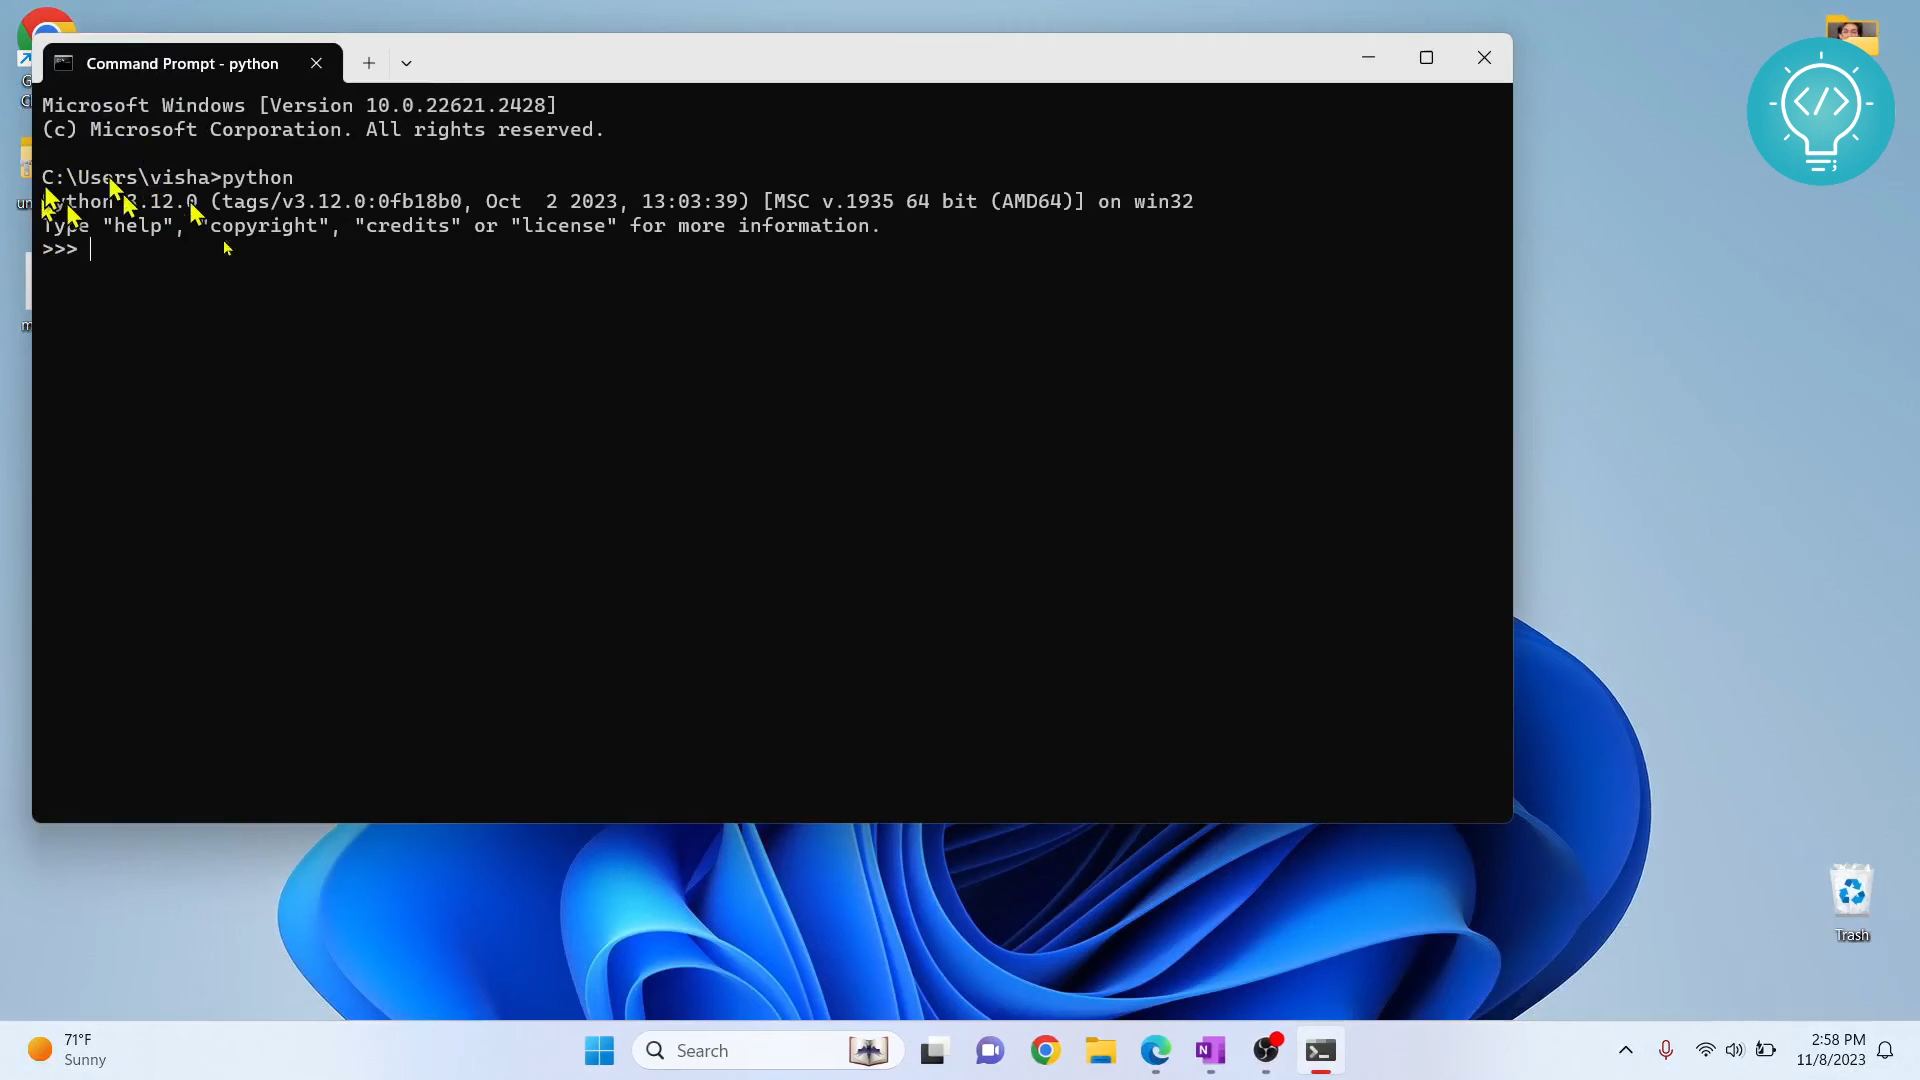 Command Prompt - python
Microsoft Windows [Version 10.0.22621.2428]
(c) Microsoft Corporation. All rights reserved.
C:\Users\visha>python
Python 3.12.0 (tags/v3.12.0:0fb18b0, Oct  2 2023, 13:03:39) [MSC v.1935 64 bit (AMD64)] on win32
Type "help", "copyright", "credits" or "license" for more information.
>>>
</>
Trash
71°F
Sunny
Search
2:58 PM
11/8/2023